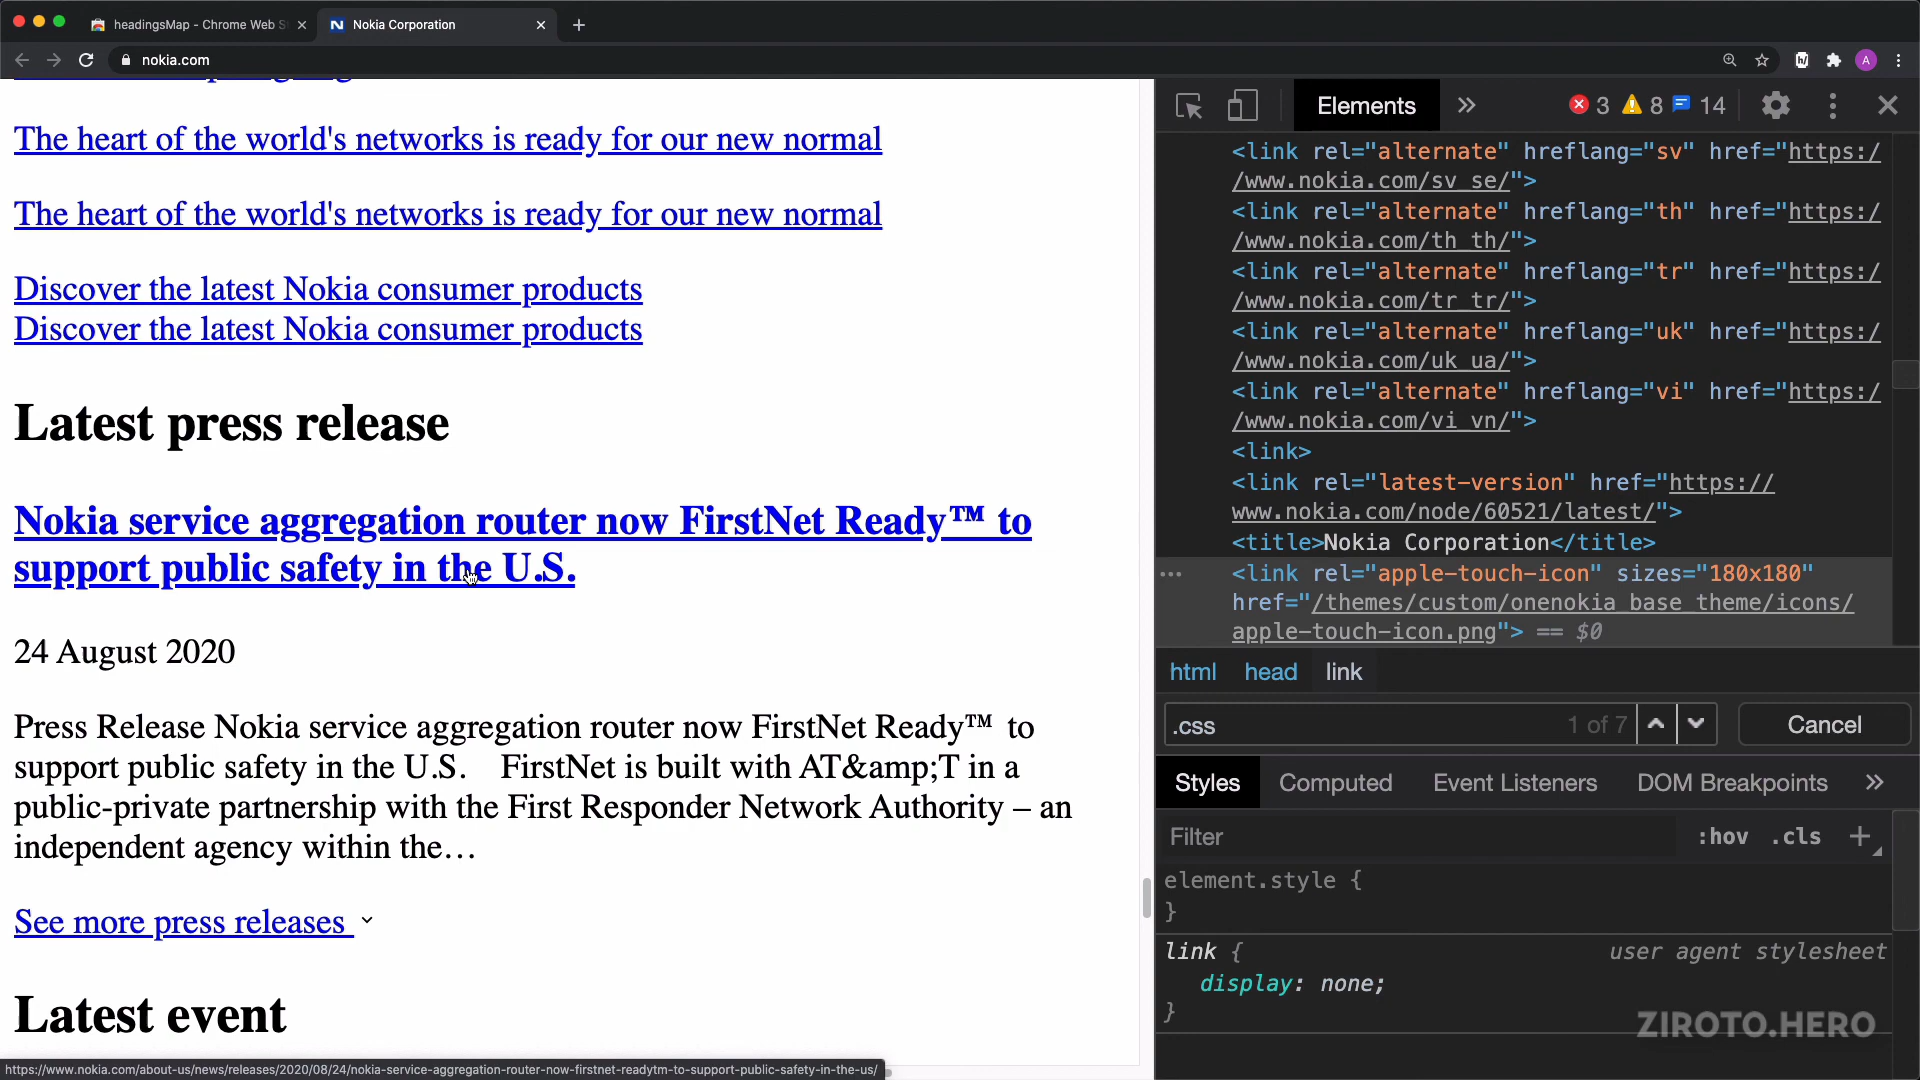 headingsMap - Chrome Web S
Nokia Corporation
nokia.com
A
The heart of the world's networks is ready for our new normal
The heart of the world's networks is ready for our new normal
Discover the latest Nokia consumer products
Discover the latest Nokia consumer products
Latest press release
Nokia service aggregation router now FirstNet Ready™ to
support public safety in the U.S.
24 August 2020
Press Release Nokia service aggregation router now FirstNet Ready™ to
support public safety in the U.S. FirstNet is built with AT&amp;T in a
public-private partnership with the First Responder Network Authority – an
independent agency within the…
See more press releases
Latest event
https://www.nokia.com/about-us/news/releases/2020/08/24/nokia-service-aggregation-router-now-firstnet-readytm-to-support-public-safety-in-the-us/
Elements » 3 8 14
<link rel="alternate" hreflang="sv" href="https:/
/www.nokia.com/sv_se/">
<link rel="alternate" hreflang="th" href="https:/
/www.nokia.com/th_th/">
<link rel="alternate" hreflang="tr" href="https:/
/www.nokia.com/tr_tr/">
<link rel="alternate" hreflang="uk" href="https:/
/www.nokia.com/uk_ua/">
<link rel="alternate" hreflang="vi" href="https:/
/www.nokia.com/vi_vn/">
<link>
<link rel="latest-version" href="https://
www.nokia.com/node/60521/latest/">
<title>Nokia Corporation</title>
<link rel="apple-touch-icon" sizes="180x180"
href="/themes/custom/onenokia_base_theme/icons/
apple-touch-icon.png"> == $0
html head link
.css 1 of 7 Cancel
Styles Computed Event Listeners DOM Breakpoints »
Filter :hov .cls +
element.style {
}
link { user agent stylesheet
display: none;
}
ZIROTO.HERO